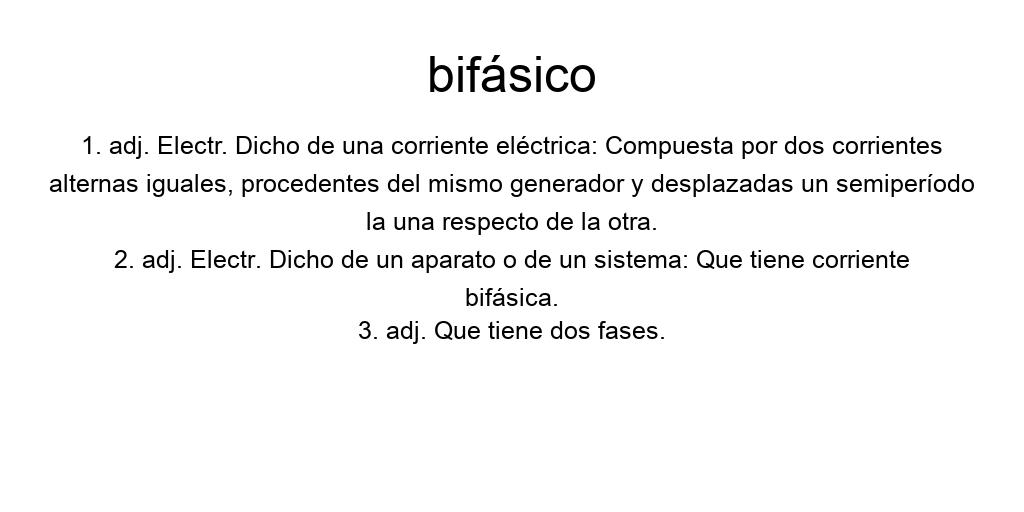 bifásico
1. adj. Electr. Dicho de una corriente eléctrica: Compuesta por dos corrientes
alternas iguales, procedentes del mismo generador y desplazadas un semiperíodo
la una respecto de la otra.
2. adj. Electr. Dicho de un aparato o de un sistema: Que tiene corriente
bifásica.
3. adj. Que tiene dos fases.